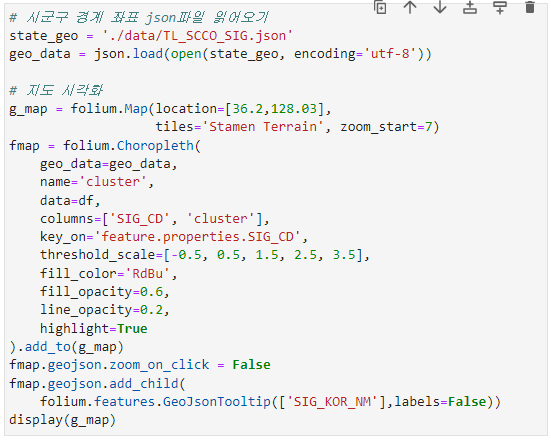 # 시군구 경계 좌표 json파일 읽어오기
state_geo = './data/TL_SCCO_SIG.json'
geo_data = json.load(open(state_geo, encoding='utf-8'))

# 지도 시각화
g_map = folium.Map(location=[36.2,128.03],
                   tiles='Stamen Terrain', zoom_start=7)
fmap = folium.Choropleth(
    geo_data=geo_data,
    name='cluster',
    data=df,
    columns=['SIG_CD', 'cluster'],
    key_on='feature.properties.SIG_CD',
    threshold_scale=[-0.5, 0.5, 1.5, 2.5, 3.5],
    fill_color='RdBu',
    fill_opacity=0.6,
    line_opacity=0.2,
    highlight=True
).add_to(g_map)
fmap.geojson.zoom_on_click = False
fmap.geojson.add_child(
    folium.features.GeoJsonTooltip(['SIG_KOR_NM'],labels=False))
display(g_map)